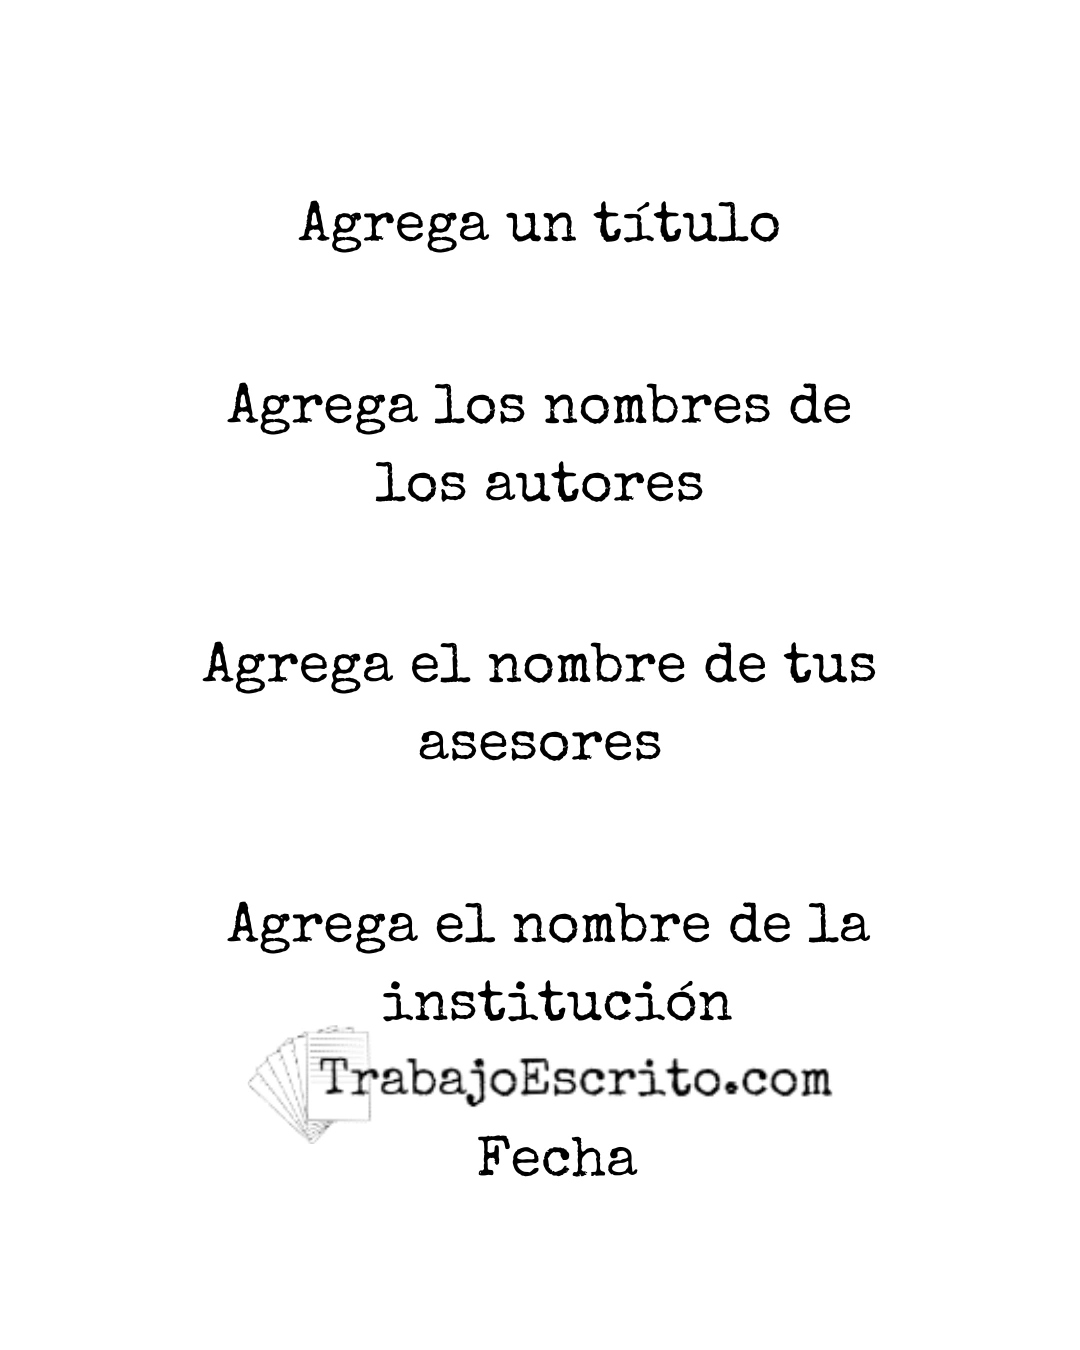 Agrega un título
Agrega los nombres de
los autores
Agrega el nombre de tus
asesores
Agrega el nombre de la
institución
TrabajoEscrito.com
Fecha